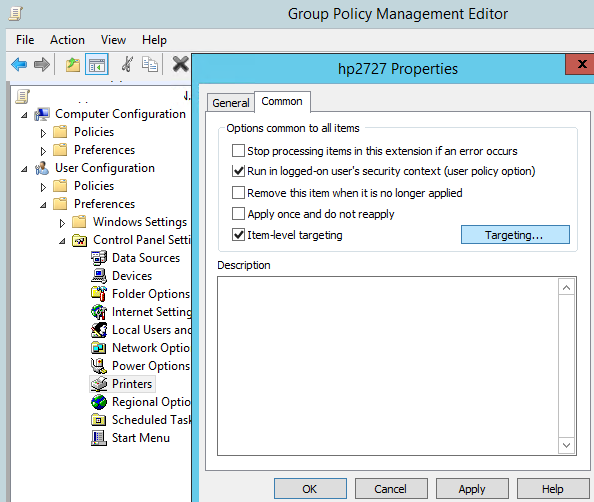 Group Policy Management Editor
File Action View Help
hp2727 Properties
x
General Common
Options common to all items
Stop processing items in this extension if an error occurs
Run in logged-on user's security context (user policy option)
Remove this item when it is no longer applied
Apply once and do not reapply
Item-level targeting
Targeting...
Description
OK Cancel Apply Help
Computer Configuration
Policies
Preferences
User Configuration
Policies
Preferences
Windows Settings
Control Panel Setti
Data Sources
Devices
Folder Options
Internet Setting
Local Users and
Network Optio
Power Options
Printers
Regional Optio
Scheduled Task
Start Menu